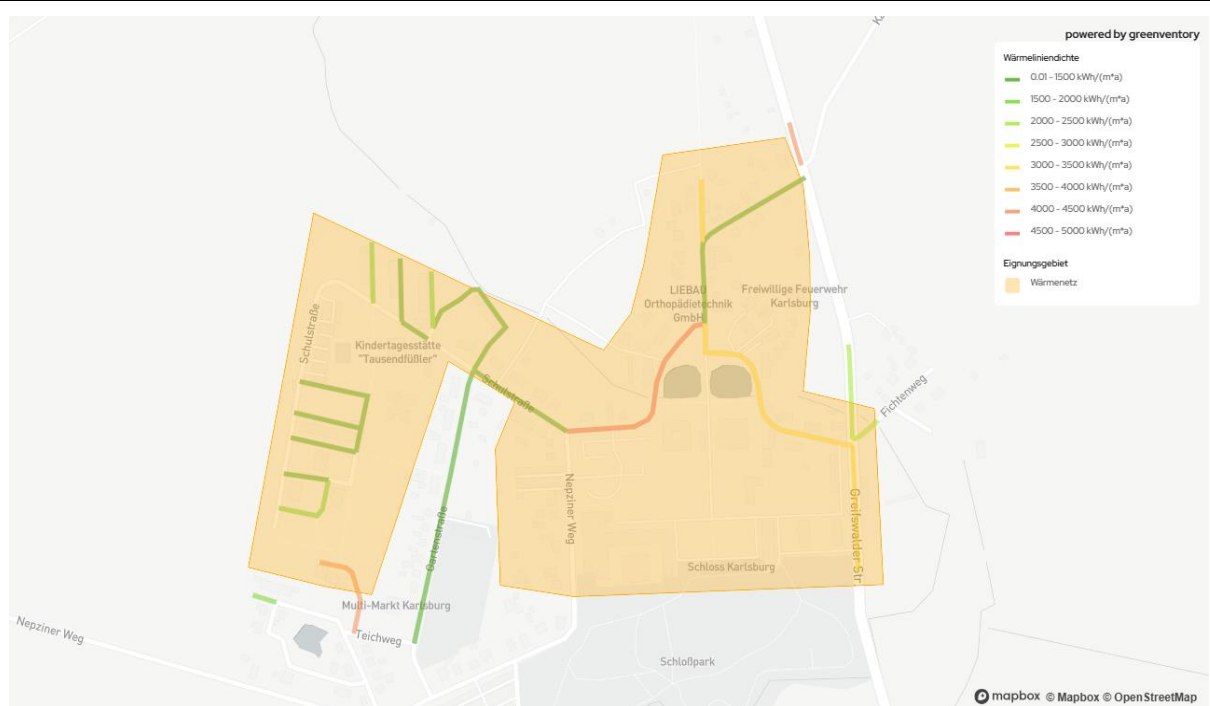 powered by greenventory
Wärmeliniendichte
0.01 - 1500 kWh/(m*a)
1500 - 2000 kWh/(m*a)
2000 - 2500 kWh/(m*a)
2500 - 3000 kWh/(m*a)
3000 - 3500 kWh/(m*a)
3500 - 4000 kWh/(m*a)
4000 - 4500 kWh/(m*a)
4500 - 5000 kWh/(m*a)
Eignungsgebiet
Wärmenetz
LIEBAU
Orthopädietechnik
GmbH
Freiwillige Feuerwehr
Karlsburg
Schulstraße
Kindertagesstätte
"Tausendfüßler"
Schulstraße
Fichtenweg
Nepziner Weg
Greifswalder Str.
Gartenstraße
Schloss Karlsburg
Multi-Markt Karlsburg
Nepziner Weg
Teichweg
Schloßpark
mapbox © Mapbox © OpenStreetMap